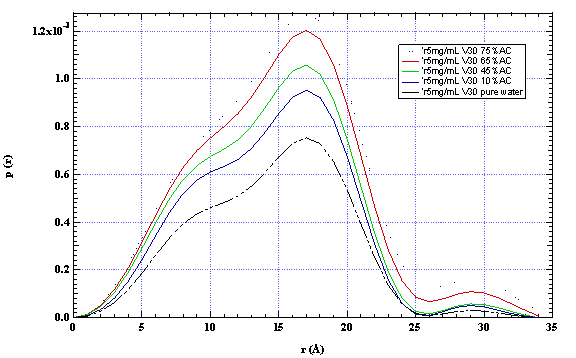 1.2x10⁻³
1.0
0.8
0.6
0.4
0.2
0.0
p (r)
'r5mg/mL V30 75%AC
'r5mg/mL V30 65%AC
'r5mg/mL V30 45%AC
'r5mg/mL V30 10%AC
'r5mg/mL V30 pure water
0 5 10 15 20 25 30 35
r (Å)